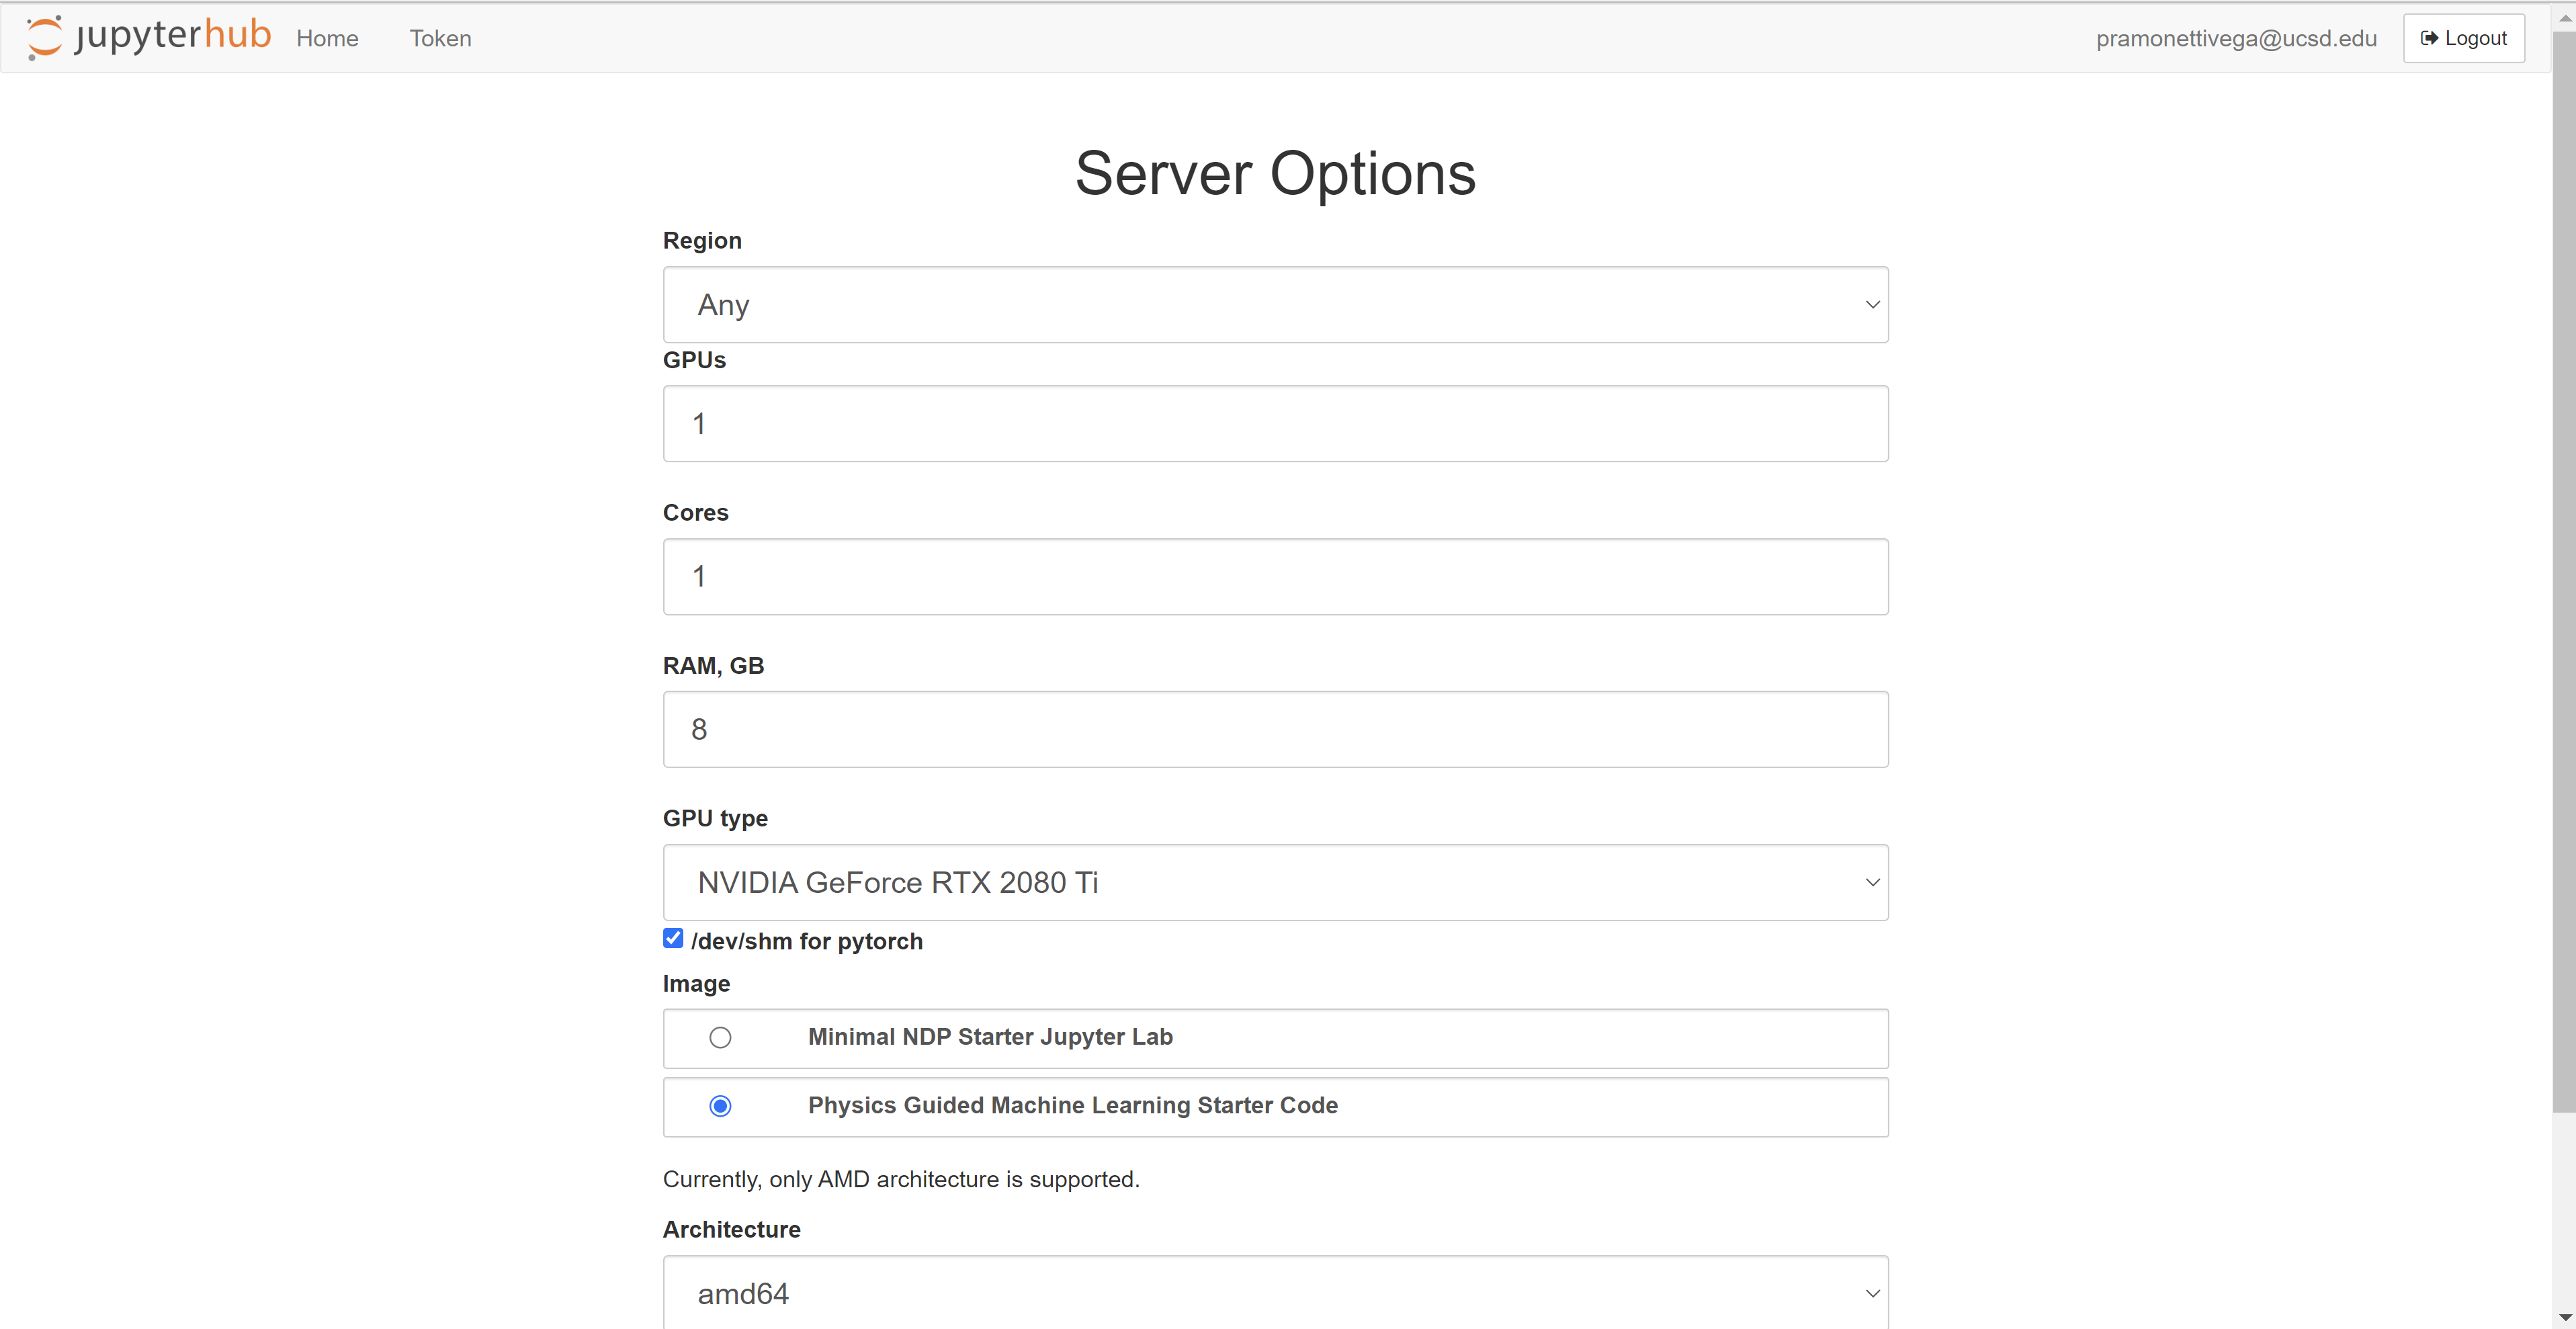 jupyterhub Home Token pramonettivega@ucsd.edu Logout
Server Options
Region
Any
GPUs
1
Cores
1
RAM, GB
8
GPU type
NVIDIA GeForce RTX 2080 Ti
/dev/shm for pytorch
Image
Minimal NDP Starter Jupyter Lab
Physics Guided Machine Learning Starter Code
Currently, only AMD architecture is supported.
Architecture
amd64